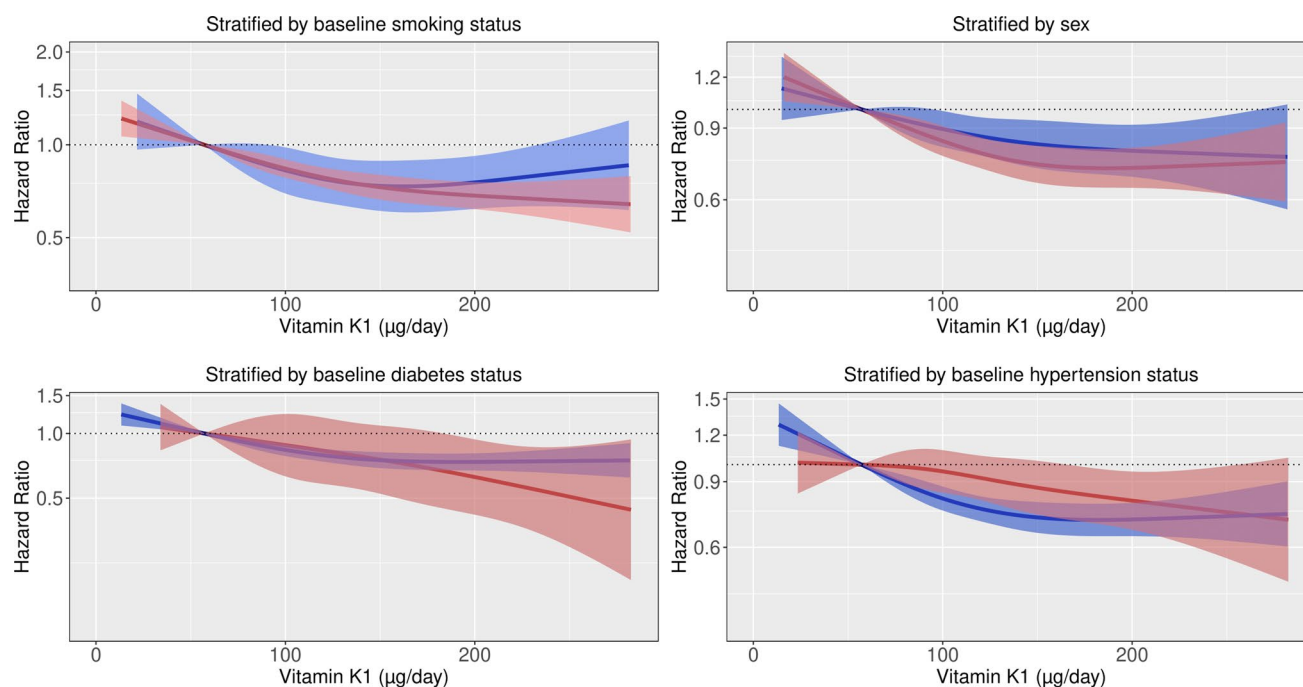 Stratified by baseline smoking status
2.0
1.5
1.0
0.5
Hazard Ratio
0 100 200
Vitamin K1 (µg/day)
Stratified by sex
1.2
0.9
0.6
Hazard Ratio
0 100 200
Vitamin K1 (µg/day)
Stratified by baseline diabetes status
1.5
1.0
0.5
Hazard Ratio
0 100 200
Vitamin K1 (µg/day)
Stratified by baseline hypertension status
1.5
1.2
0.9
0.6
Hazard Ratio
0 100 200
Vitamin K1 (µg/day)